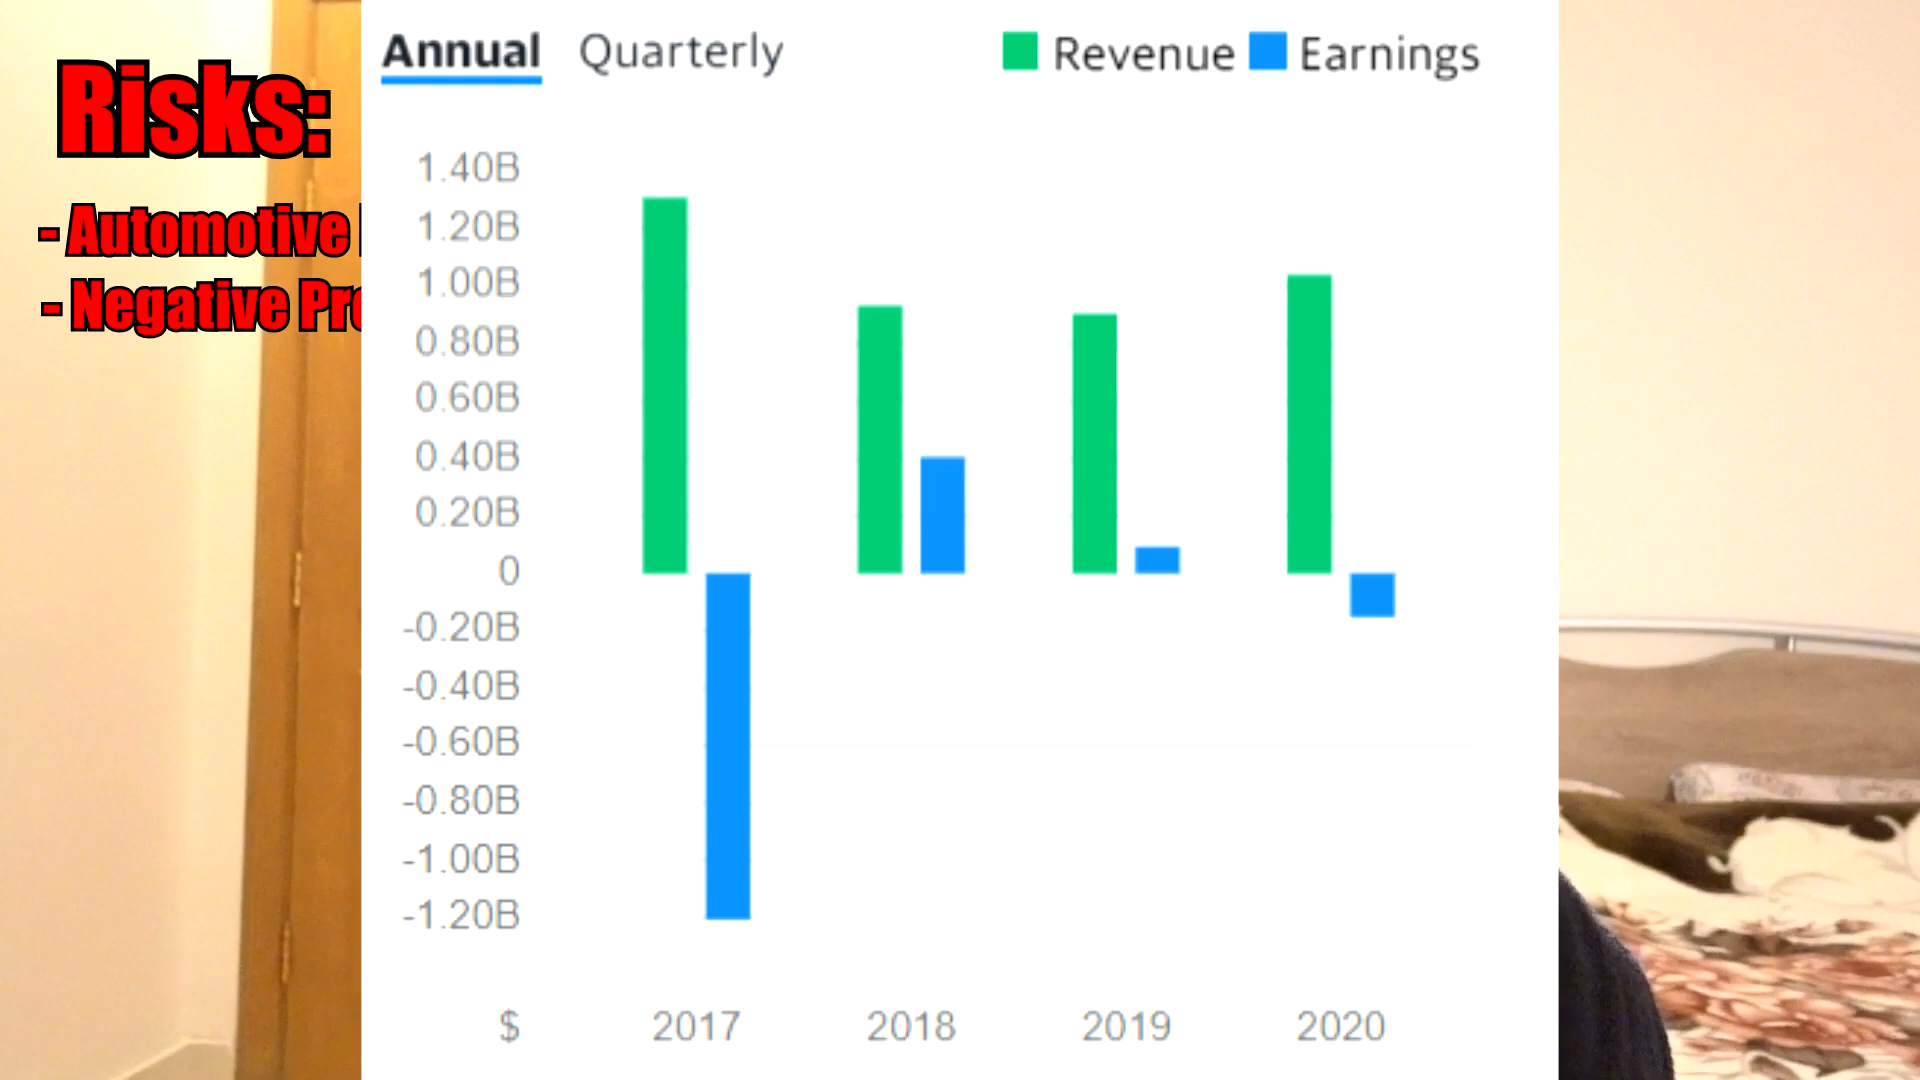 Risks:
- Automotive
- Negative
Annual Quarterly
Revenue Earnings
1.40B
1.20B
1.00B
0.80B
0.60B
0.40B
0.20B
0
-0.20B
-0.40B
-0.60B
-0.80B
-1.00B
-1.20B
$ 2017 2018 2019 2020